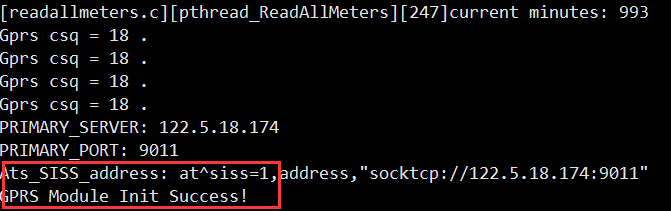 [readallmeters.c][pthread_ReadAllMeters][247]current minutes: 993
Gprs csq = 18 .
Gprs csq = 18 .
Gprs csq = 18 .
Gprs csq = 18 .
PRIMARY_SERVER: 122.5.18.174
PRIMARY_PORT: 9011
Ats_SISS_address: at^siss=1,address,"socktcp://122.5.18.174:9011"
GPRS Module Init Success!